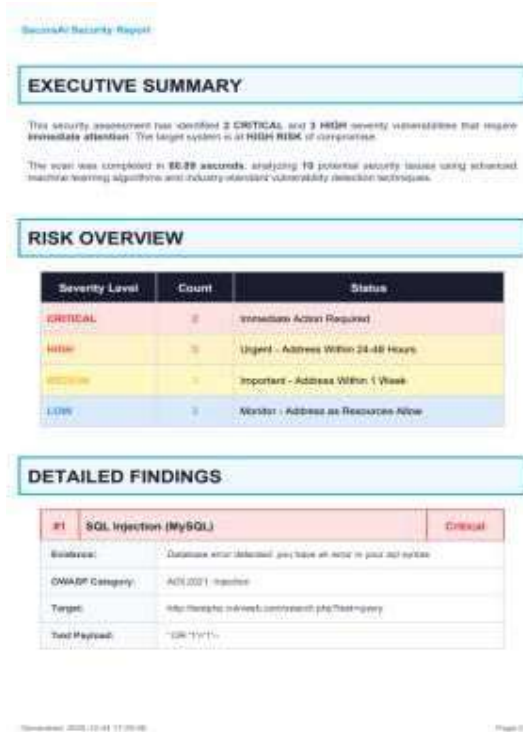 SecureAI Security Report
EXECUTIVE SUMMARY
This security assessment has identified 2 CRITICAL and 3 HIGH severity vulnerabilities that require
immediate attention. The target system is at HIGH RISK of compromise.
The scan was completed in seconds, analyzing 10 potential security issues using advanced
machine learning algorithms and industry-standard vulnerability detection techniques.
RISK OVERVIEW
Severity Level Count Status
CRITICAL Immediate Action Required
HIGH Urgent - Address Within 24-48 Hours
MEDIUM Important - Address Within 1 Week
LOW Monitor - Address as Resources Allow
DETAILED FINDINGS
#1 SQL Injection (MySQL) Critical
Evidence: Database error detected: you have an error in your sql syntax
OWASP Category: Injection
Target:
Test Payload:
Generated:
Page